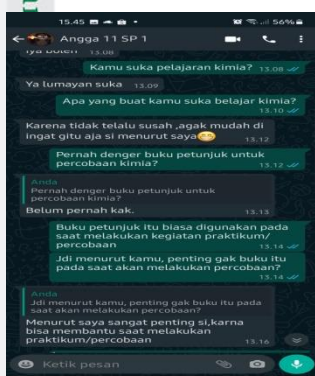 15.45
56%
Angga 11 SP 1
iya boleh 13.08
Kamu suka pelajaran kimia? 13.08
Ya lumayan suka 13.09
Apa yang buat kamu suka belajar kimia?
13.10
Karena tidak telalu susah ,agak mudah di
ingat gitu aja si menurut saya
13.12
Pernah denger buku petunjuk untuk
percobaan kimia? 13.12
Anda
Pernah denger buku petunjuk untuk
percobaan kimia?
Belum pernah kak. 13.13
Buku petunjuk itu biasa digunakan pada
saat melakukan kegiatan praktikum/
percobaan 13.14
Jdi menurut kamu, penting gak buku itu
pada saat akan melakukan percobaan?
13.14
Anda
Jdi menurut kamu, penting gak buku itu pada
saat akan melakukan percobaan?
Menurut saya sangat penting si,karna
bisa membantu saat melakukan
praktikum/percobaan 13.16
Ketik pesan